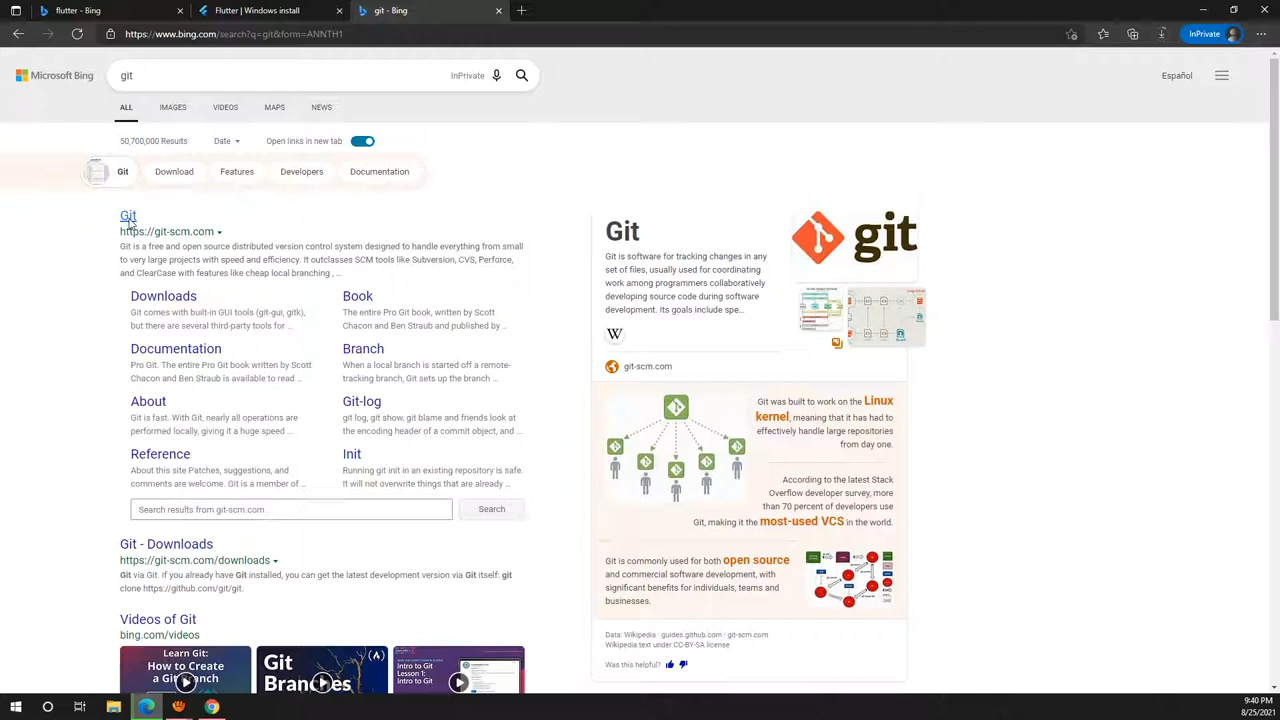 flutter - Bing
Flutter | Windows install
git - Bing
https://www.bing.com/search?q=git&form=ANNTH1
InPrivate
Microsoft Bing
git
InPrivate
Español
ALL
IMAGES
VIDEOS
MAPS
NEWS
50,700,000 Results
Date
Open links in new tab
Git
Download
Features
Developers
Documentation
Git
https://git-scm.com
Git is a free and open source distributed version control system designed to handle everything from small
to very large projects with speed and efficiency. It outclasses SCM tools like Subversion, CVS, Perforce,
and ClearCase with features like cheap local branching , ...
Downloads
Git comes with built-in GUI tools (git-gui, gitk),
but there are several third-party tools for ...
Book
The entire Pro Git book, written by Scott
Chacon and Ben Straub and published by ...
Documentation
Pro Git. The entire Pro Git book written by Scott
Chacon and Ben Straub is available to read ...
Branch
When a local branch is started off a remote-
tracking branch, Git sets up the branch ...
About
Git is fast. With Git, nearly all operations are
performed locally, giving it a huge speed ...
Git-log
git log, git show, git blame and friends look at
the encoding header of a commit object, and ...
Reference
About this site Patches, suggestions, and
comments are welcome. Git is a member of ...
Init
Running git init in an existing repository is safe.
It will not overwrite things that are already ...
Search results from git-scm.com
Search
Git - Downloads
https://git-scm.com/downloads
Git via Git. If you already have Git installed, you can get the latest development version via Git itself: git
clone https://github.com/git/git.
Videos of Git
bing.com/videos
Learn Git:
How to Create
a Git Branch
Git
Branches
Intro to Git
Lesson 1:
Intro to Git
Git
git
Git is software for tracking changes in any
set of files, usually used for coordinating
work among programmers collaboratively
developing source code during software
development. Its goals include spe...
W
git-scm.com
Git was built to work on the Linux
kernel, meaning that it has had to
effectively handle large repositories
from day one.
According to the latest Stack
Overflow developer survey, more
than 70 percent of developers use
Git, making it the most-used VCS in the world.
Git is commonly used for both open source
and commercial software development, with
significant benefits for individuals, teams and
businesses.
Data: Wikipedia · guides.github.com · git-scm.com
Wikipedia text under CC-BY-SA license
Was this helpful?
9:40 PM
8/25/2021